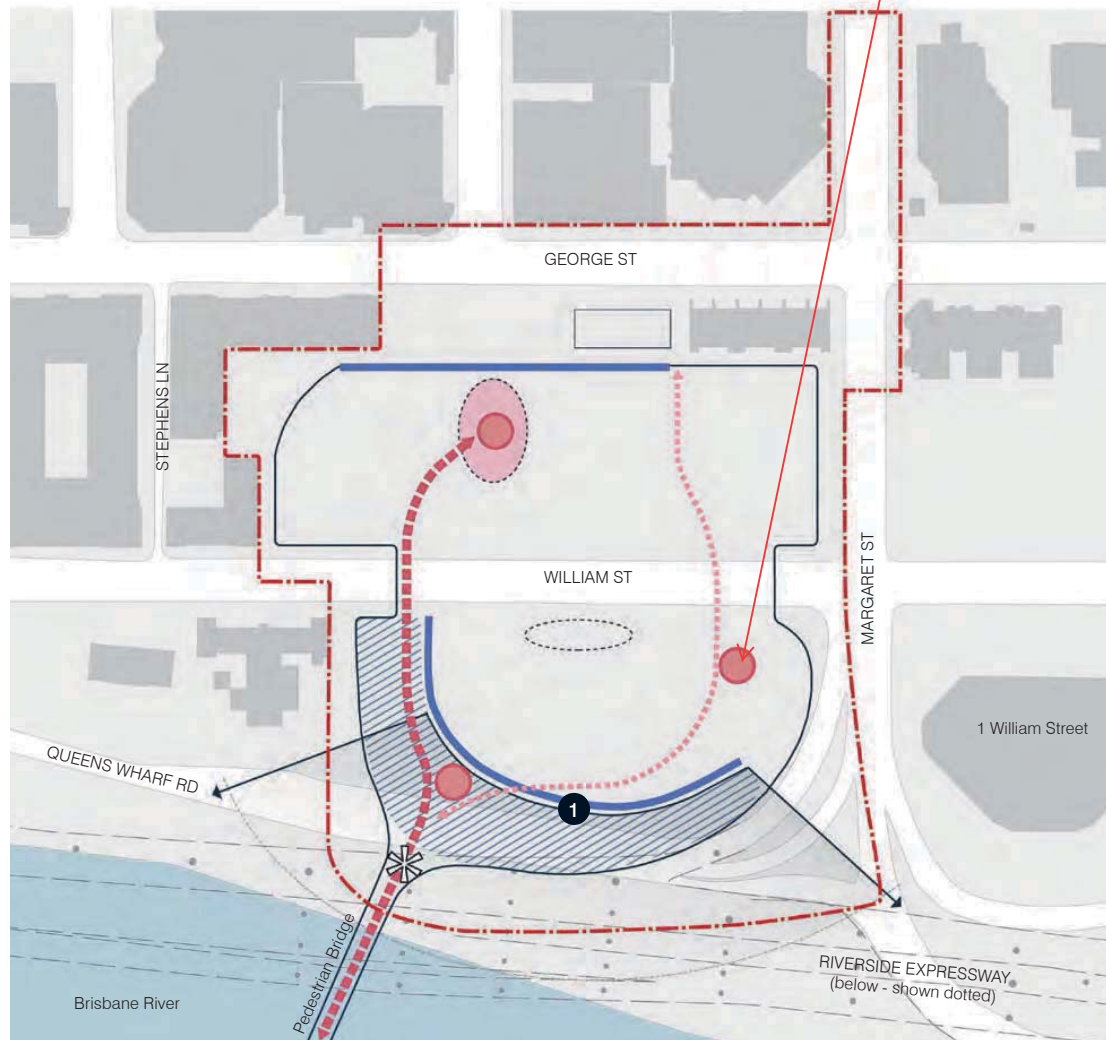 GEORGE ST
STEPHENS LN
WILLIAM ST
MARGARET ST
1 William Street
QUEENS WHARF RD
1
Pedestrian Bridge
RIVERSIDE EXPRESSWAY
(below - shown dotted)
Brisbane River